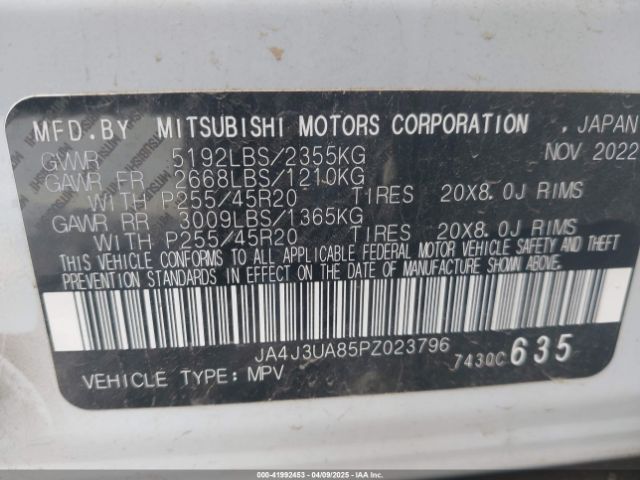 MFD.BY MITSUBISHI MOTORS CORPORATION , JAPAN
GVWR 5192LBS/2355KG NOV 2022
GAWR FR 2668LBS/1210KG
WITH P255/45R20 TIRES 20X8.0J RIMS
GAWR RR 3009LBS/1365KG
WITH P255/45R20 TIRES 20X8.0J RIMS
THIS VEHICLE CONFORMS TO ALL APPLICABLE FEDERAL MOTOR VEHICLE SAFETY AND THEFT
PREVENTION STANDARDS IN EFFECT ON THE DATE OF MANUFACTURE SHOWN ABOVE.
JA4J3UA85PZ023796
7430C 635
VEHICLE TYPE: MPV
000-41992453 - 04/09/2025 - IAAI.COM